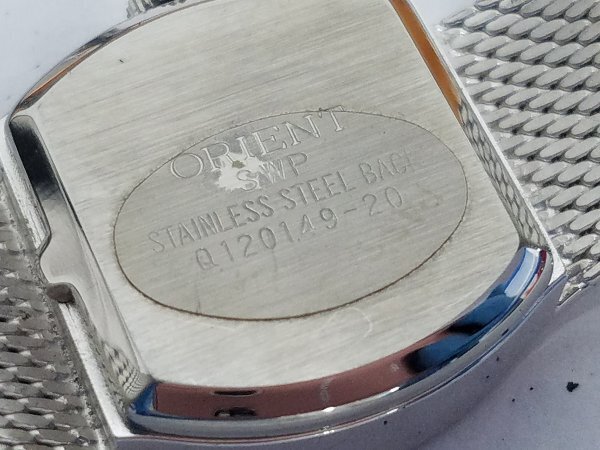 ORIENT
SWP
STAINLESS STEEL BACK
Q120149-20